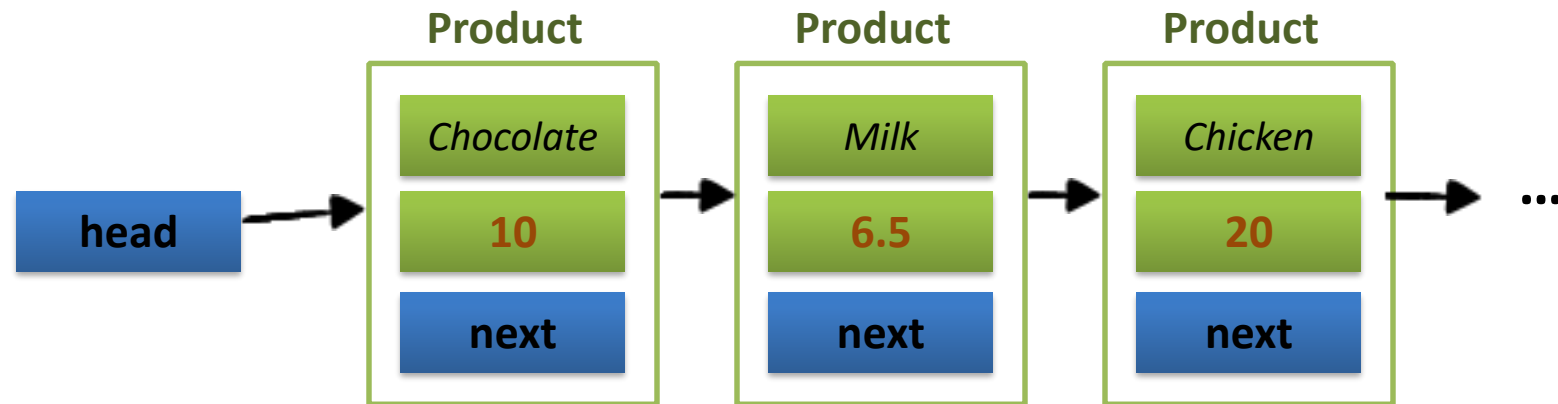 Product
Product
Product
head
Chocolate
10
next
Milk
6.5
next
Chicken
20
next
...